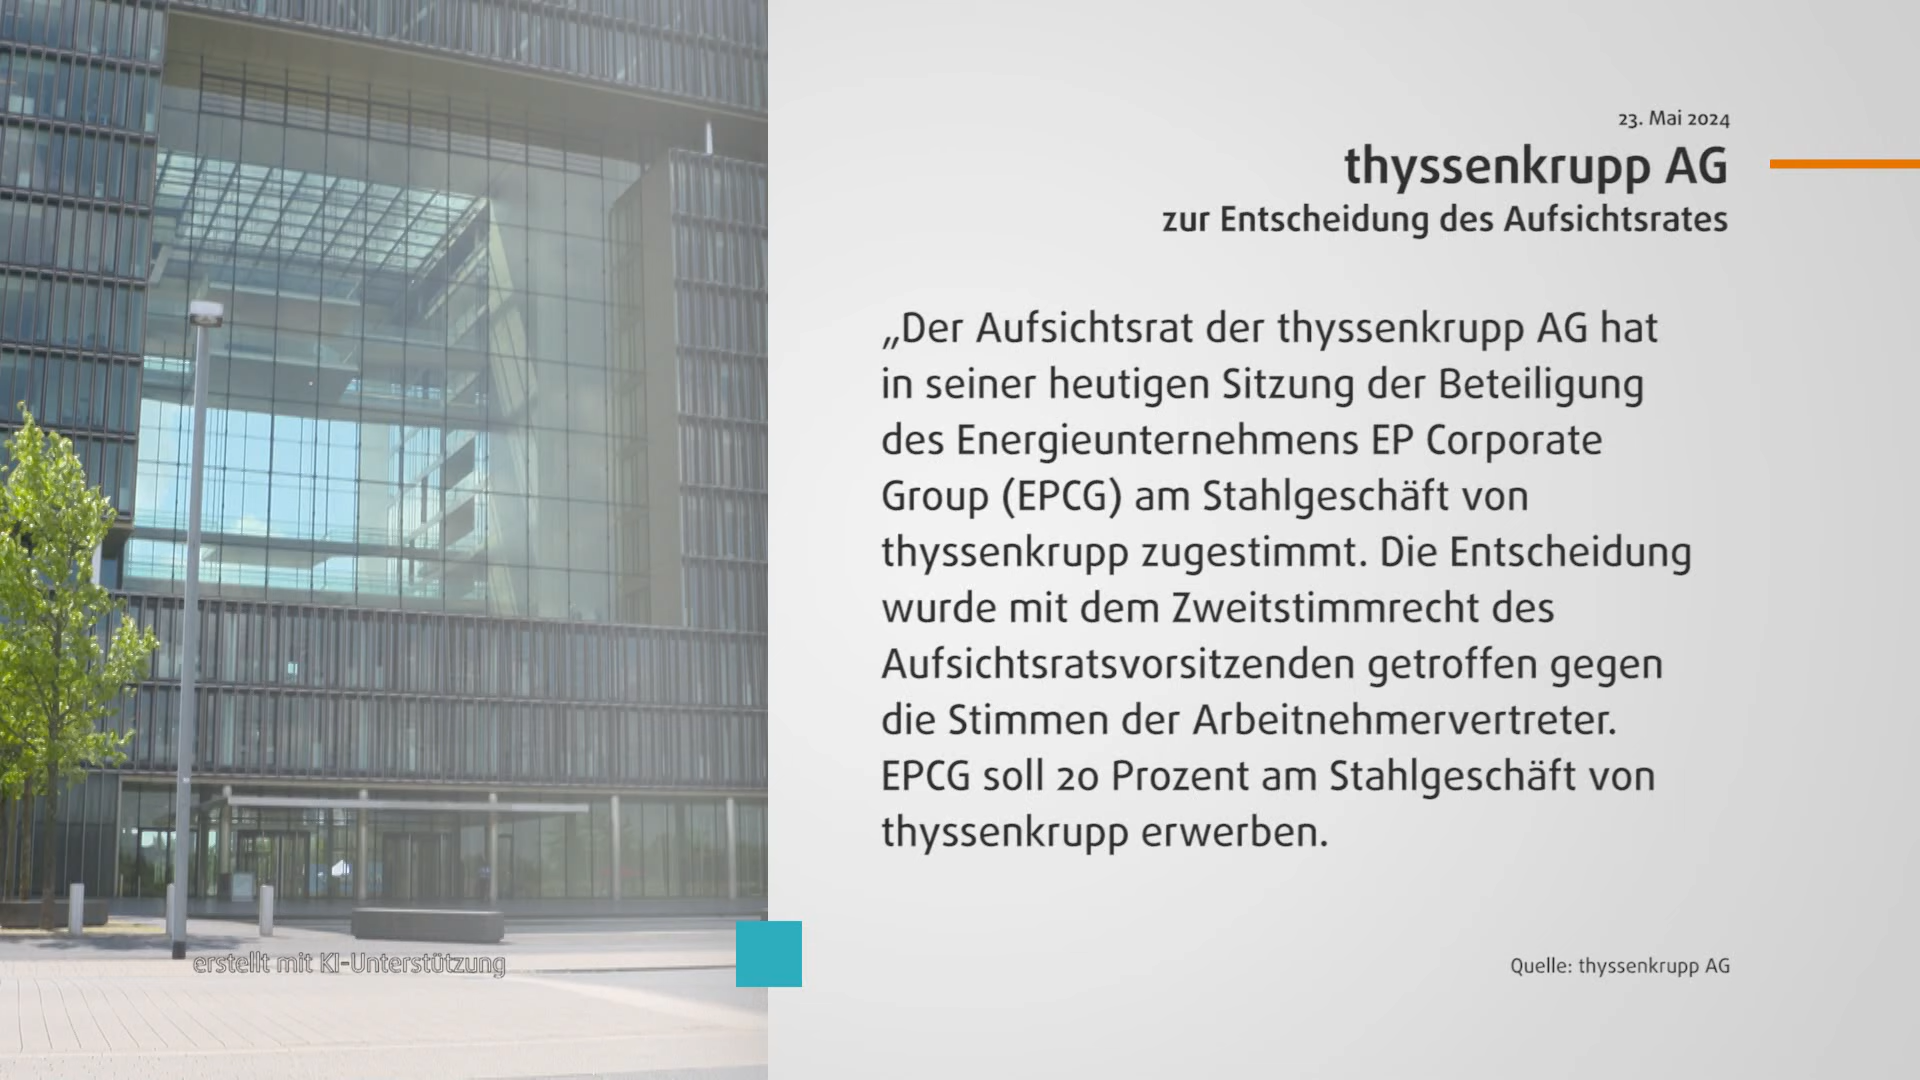 23. Mai 2024
thyssenkrupp AG
zur Entscheidung des Aufsichtsrates
„Der Aufsichtsrat der thyssenkrupp AG hat
in seiner heutigen Sitzung der Beteiligung
des Energieunternehmens EP Corporate
Group (EPCG) am Stahlgeschäft von
thyssenkrupp zugestimmt. Die Entscheidung
wurde mit dem Zweitstimmrecht des
Aufsichtsratsvorsitzenden getroffen gegen
die Stimmen der Arbeitnehmervertreter.
EPCG soll 20 Prozent am Stahlgeschäft von
thyssenkrupp erwerben.
erstellt mit KI-Unterstützung
Quelle: thyssenkrupp AG